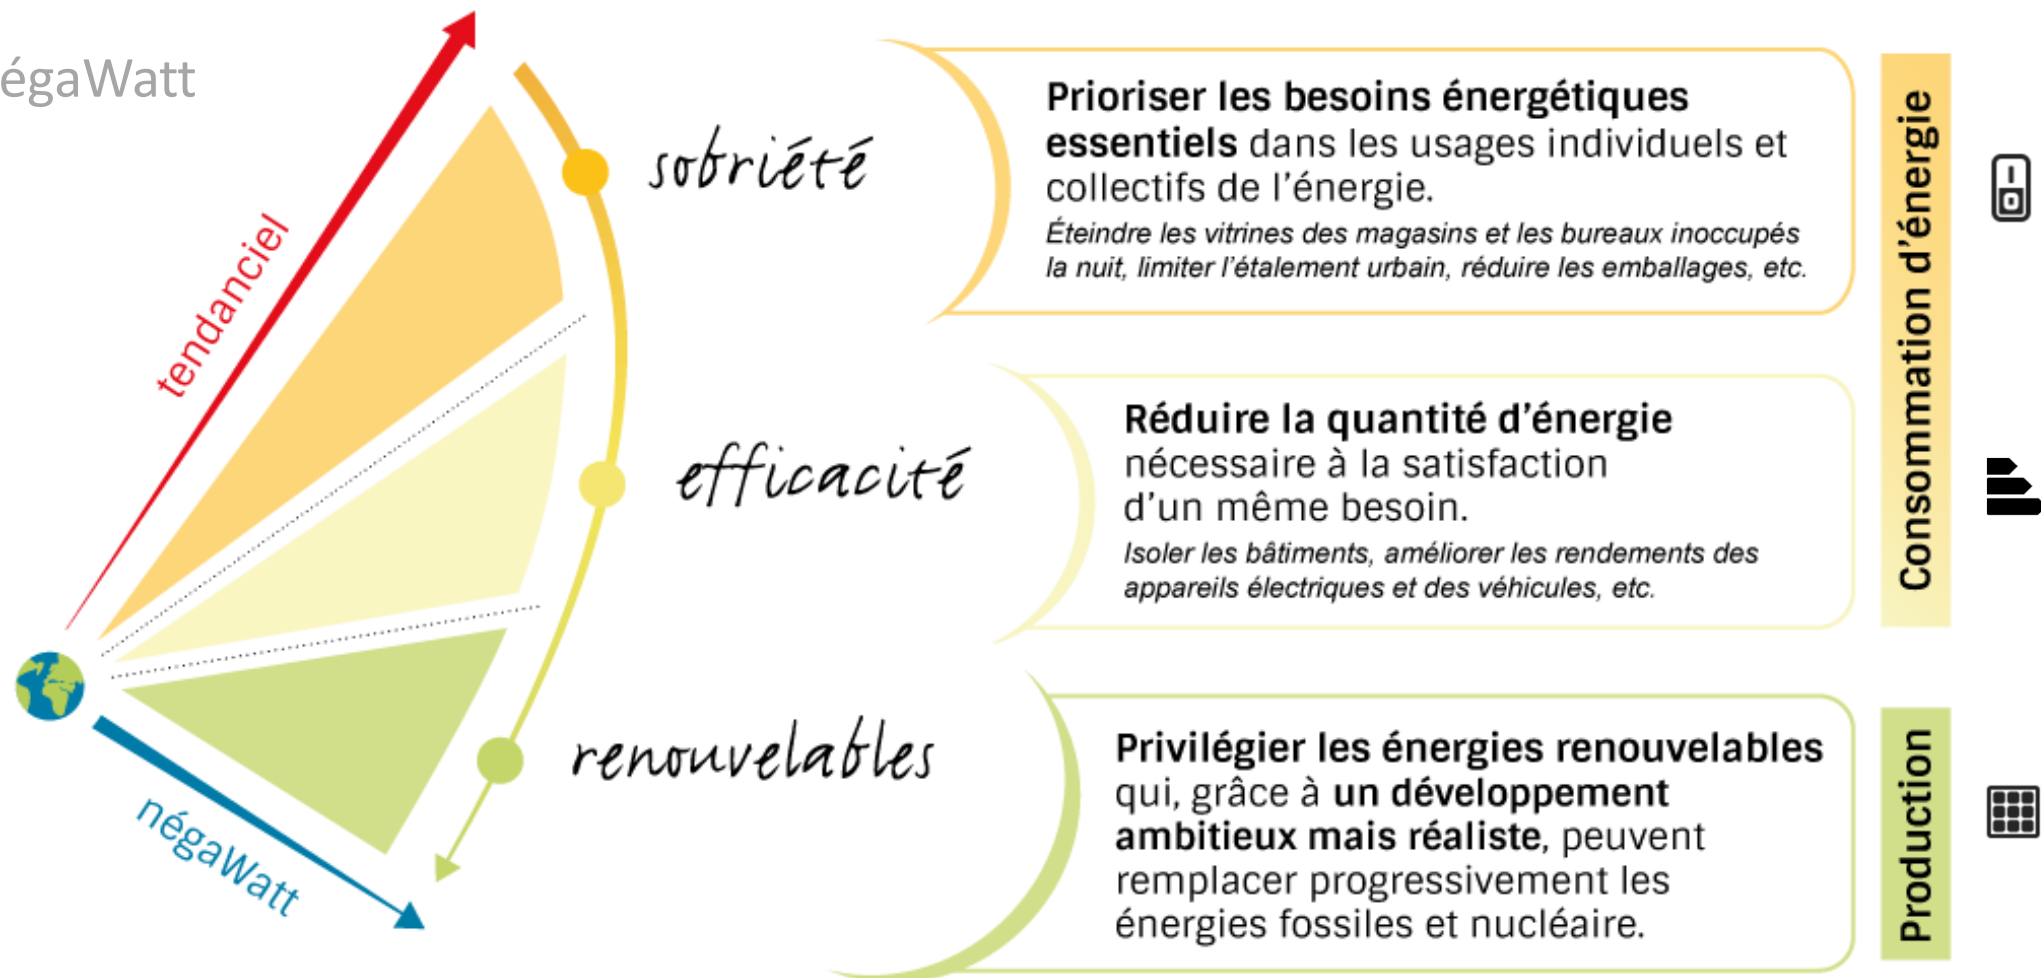 égaWatt
tendanciel
négaWatt
sobriété
Prioriser les besoins énergétiques
essentiels dans les usages individuels et
collectifs de l'énergie.
Éteindre les vitrines des magasins et les bureaux inoccupés
la nuit, limiter l'étalement urbain, réduire les emballages, etc.
efficacité
Réduire la quantité d'énergie
nécessaire à la satisfaction
d'un même besoin.
Isoler les bâtiments, améliorer les rendements des
appareils électriques et des véhicules, etc.
renouvelables
Privilégier les énergies renouvelables
qui, grâce à un développement
ambitieux mais réaliste, peuvent
remplacer progressivement les
énergies fossiles et nucléaire.
Consommation d'énergie
Production